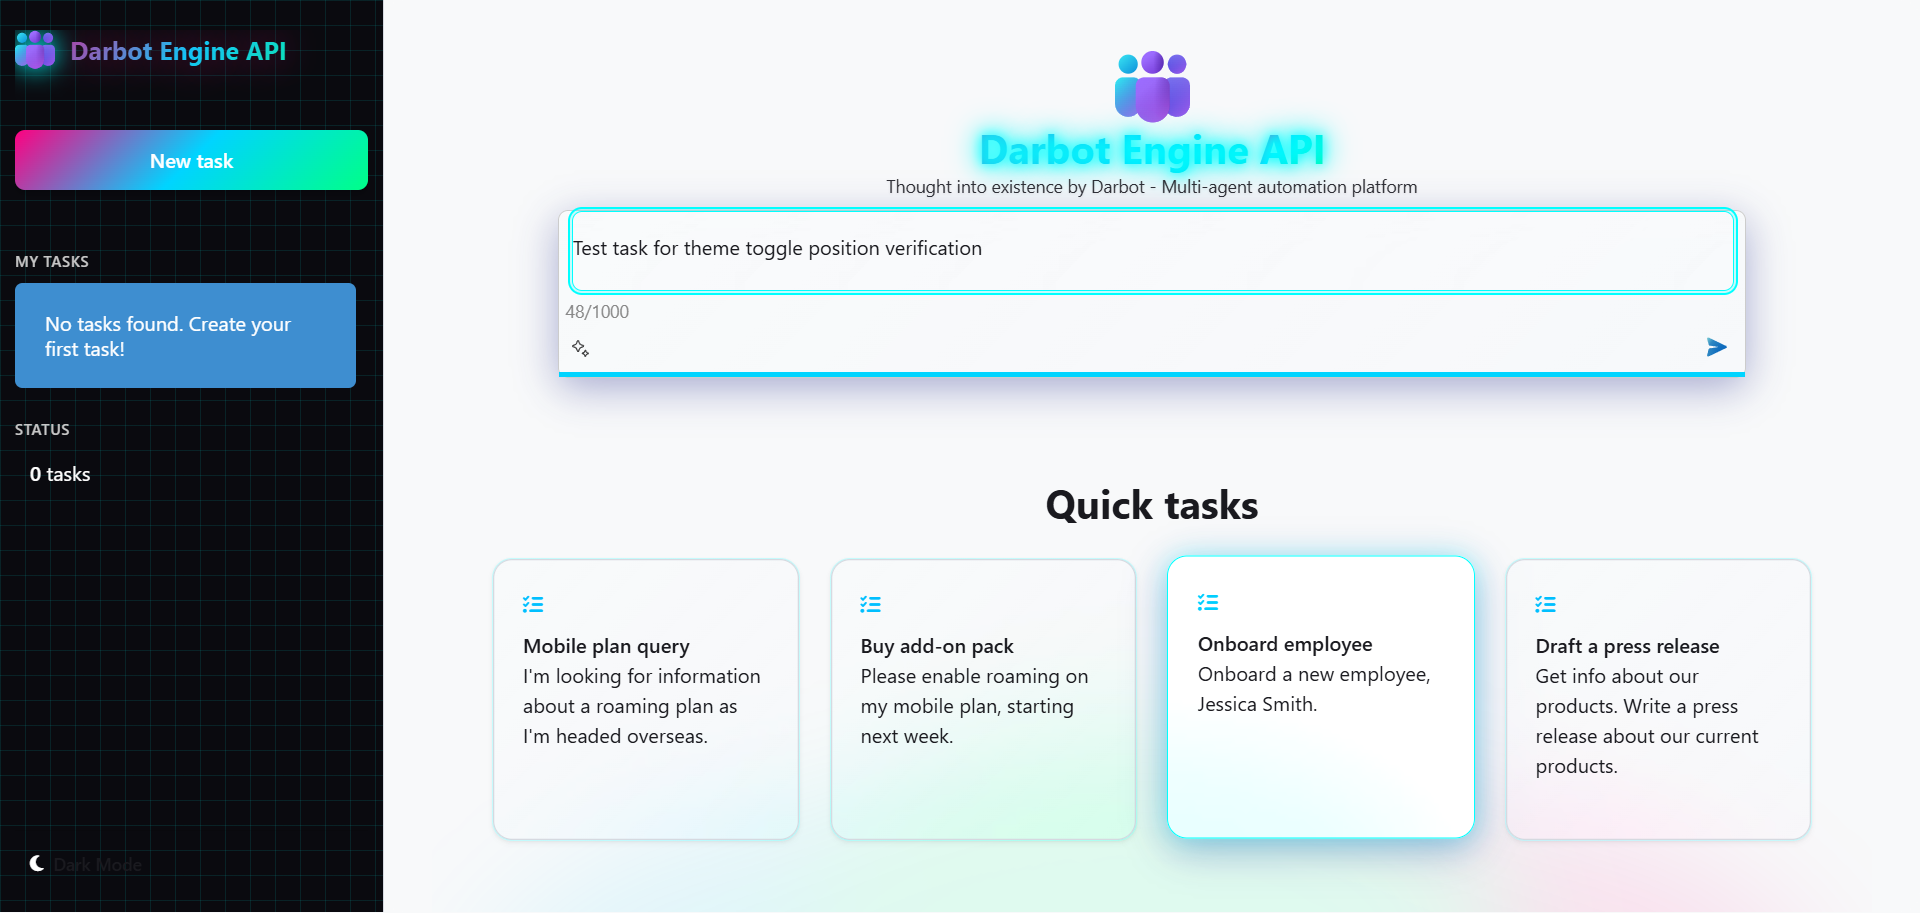 Darbot Engine API
New task
MY TASKS
No tasks found. Create your
first task!
STATUS
0 tasks
Dark Mode
Darbot Engine API
Thought into existence by Darbot - Multi-agent automation platform
Test task for theme toggle position verification
48/1000
Quick tasks
Mobile plan query
I'm looking for information
about a roaming plan as
I'm headed overseas.
Buy add-on pack
Please enable roaming on
my mobile plan, starting
next week.
Onboard employee
Onboard a new employee,
Jessica Smith.
Draft a press release
Get info about our
products. Write a press
release about our current
products.